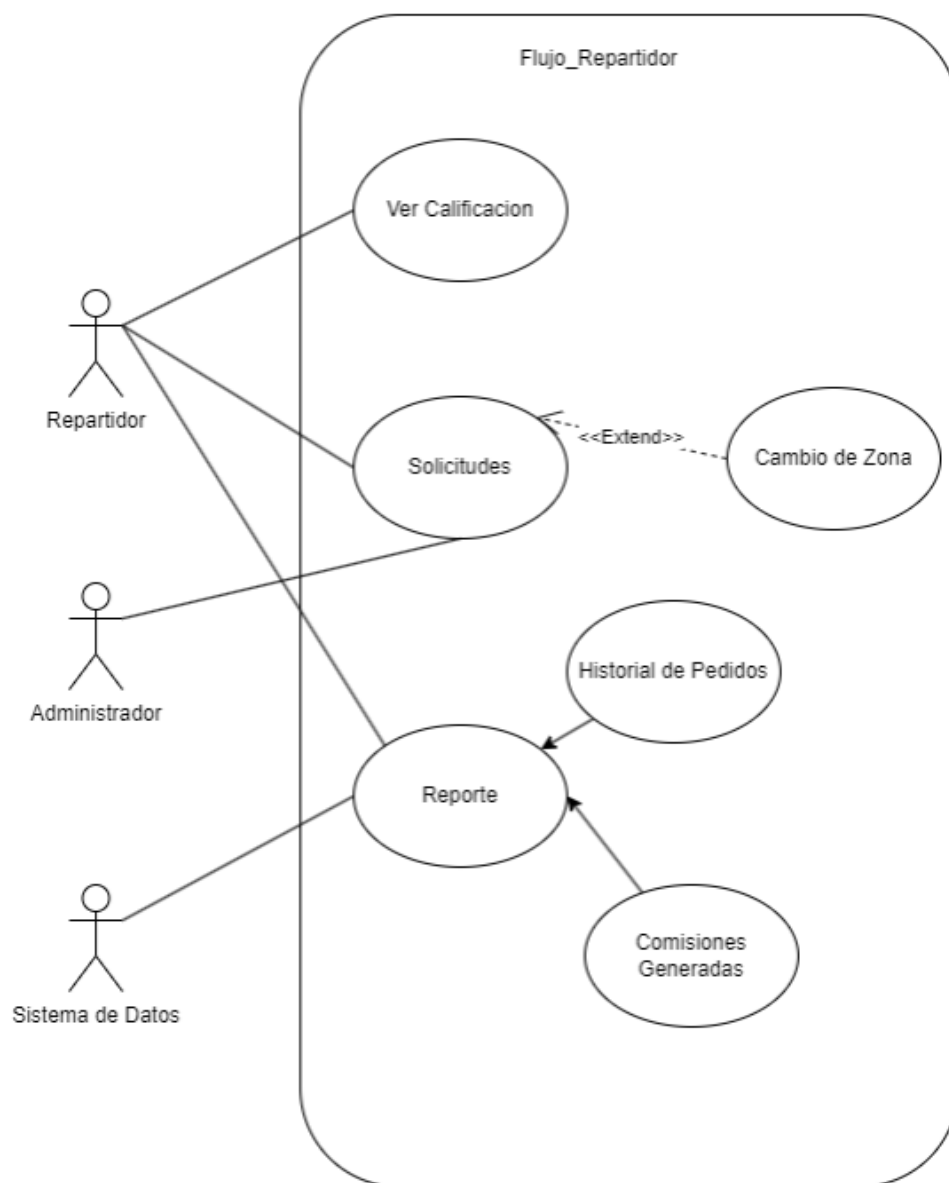 Flujo_Repartidor
Ver Calificacion
Repartidor
Solicitudes
<<Extend>>
Cambio de Zona
Administrador
Historial de Pedidos
Reporte
Comisiones
Generadas
Sistema de Datos